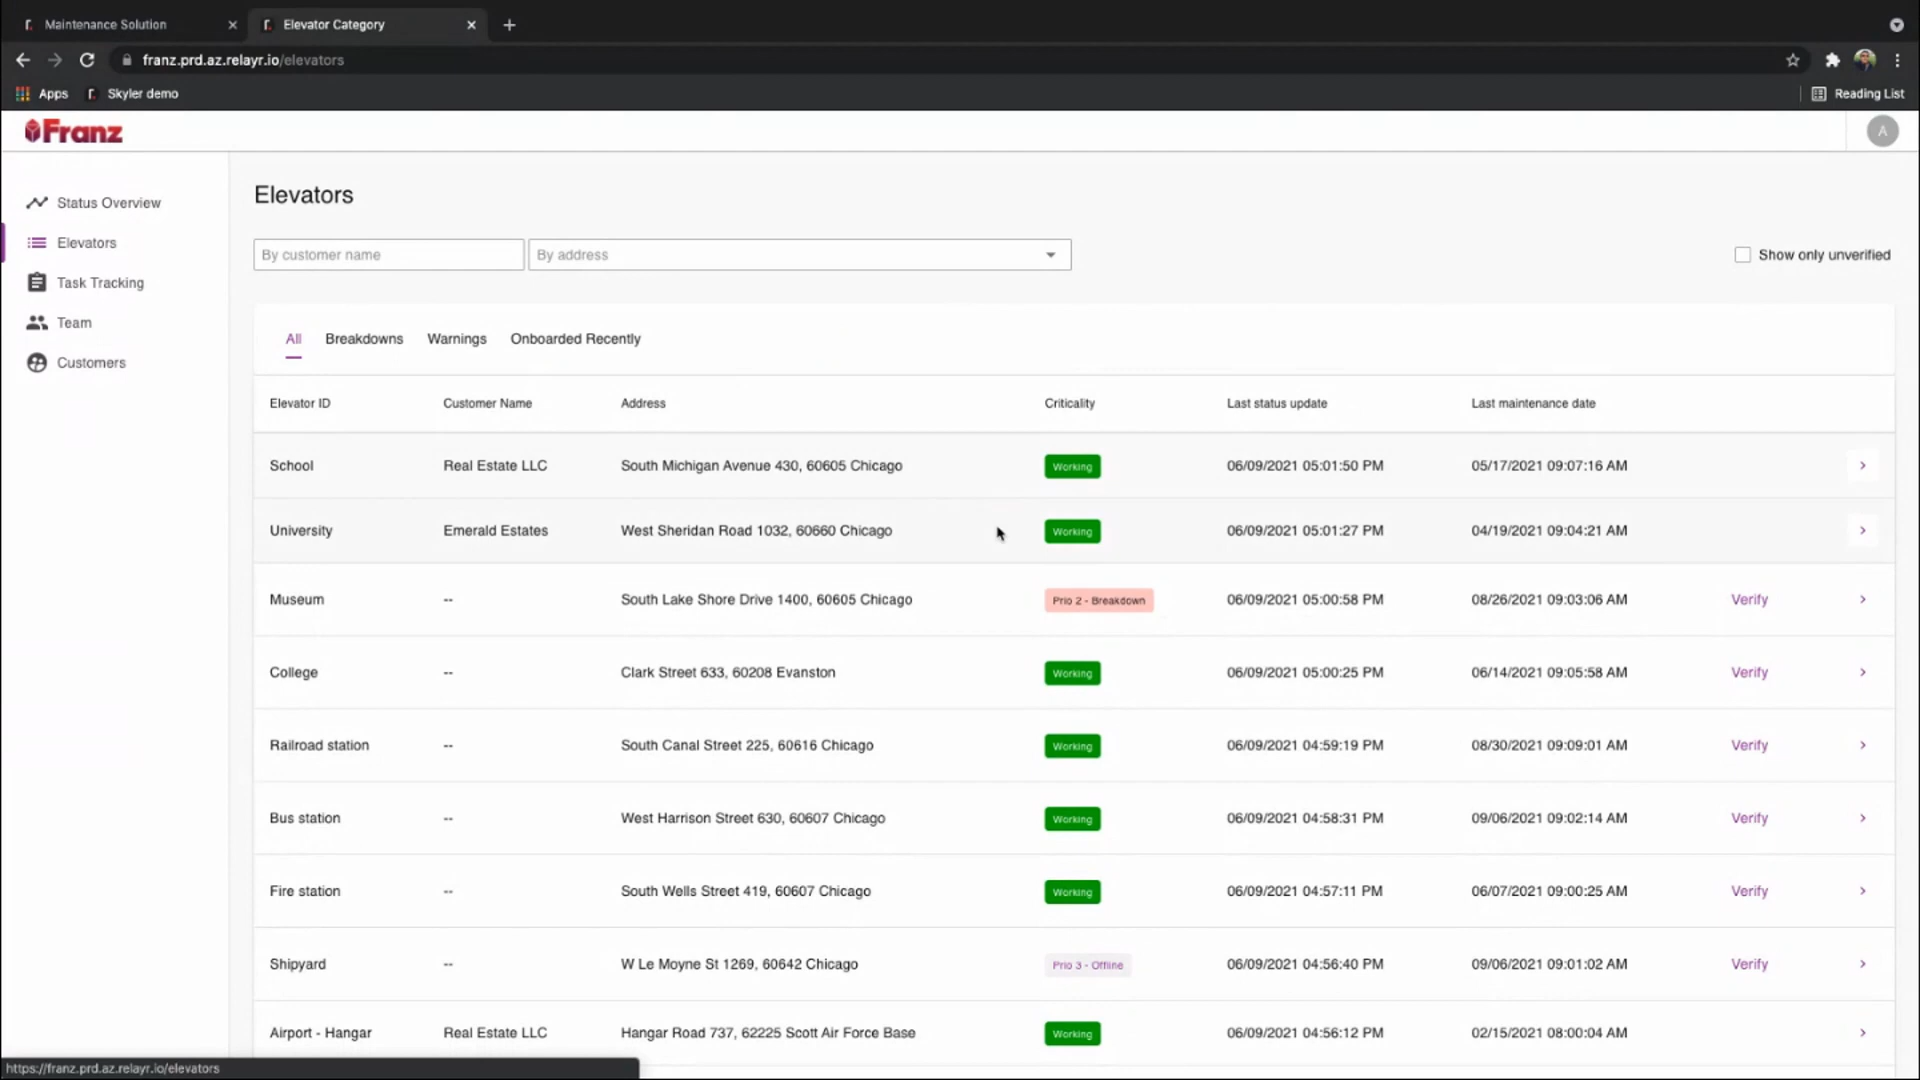 Maintenance Solution
Elevator Category
franz.prd.az.relayr.io/elevators
Apps
Skyler demo
Reading List
Franz
A
Status Overview
Elevators
Task Tracking
Team
Customers
Elevators
By customer name
By address
Show only unverified
All Breakdowns Warnings Onboarded Recently
Elevator ID Customer Name Address Criticality Last status update Last maintenance date
School Real Estate LLC South Michigan Avenue 430, 60605 Chicago Working 06/09/2021 05:01:50 PM 05/17/2021 09:07:16 AM
University Emerald Estates West Sheridan Road 1032, 60660 Chicago Working 06/09/2021 05:01:27 PM 04/19/2021 09:04:21 AM
Museum -- South Lake Shore Drive 1400, 60605 Chicago Prio 2 - Breakdown 06/09/2021 05:00:58 PM 08/26/2021 09:03:06 AM Verify
College -- Clark Street 633, 60208 Evanston Working 06/09/2021 05:00:25 PM 06/14/2021 09:05:58 AM Verify
Railroad station -- South Canal Street 225, 60616 Chicago Working 06/09/2021 04:59:19 PM 08/30/2021 09:09:01 AM Verify
Bus station -- West Harrison Street 630, 60607 Chicago Working 06/09/2021 04:58:31 PM 09/06/2021 09:02:14 AM Verify
Fire station -- South Wells Street 419, 60607 Chicago Working 06/09/2021 04:57:11 PM 06/07/2021 09:00:25 AM Verify
Shipyard -- W Le Moyne St 1269, 60642 Chicago Prio 3 - Offline 06/09/2021 04:56:40 PM 09/06/2021 09:01:02 AM Verify
Airport - Hangar Real Estate LLC Hangar Road 737, 62225 Scott Air Force Base Working 06/09/2021 04:56:12 PM 02/15/2021 08:00:04 AM
https://franz.prd.az.relayr.io/elevators